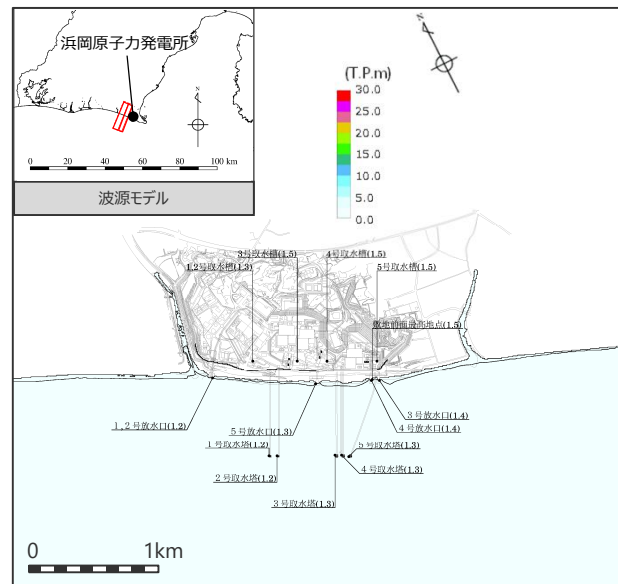 浜岡原子力発電所
N
0 20 40 60 80 100 km
波源モデル
N
(T.P.m)
30.0
25.0
20.0
15.0
10.0
5.0
0.0
3号取水槽(1.5)
4号取水槽(1.5)
1,2号取水槽(1.3)
5号取水槽(1.5)
敷地前面最高地点(1.5)
1,2号放水口(1.2)
5号放水口(1.3)
3号放水口(1.4)
4号放水口(1.4)
1号取水塔(1.2)
5号取水塔(1.3)
2号取水塔(1.2)
4号取水塔(1.3)
3号取水塔(1.3)
0 1km